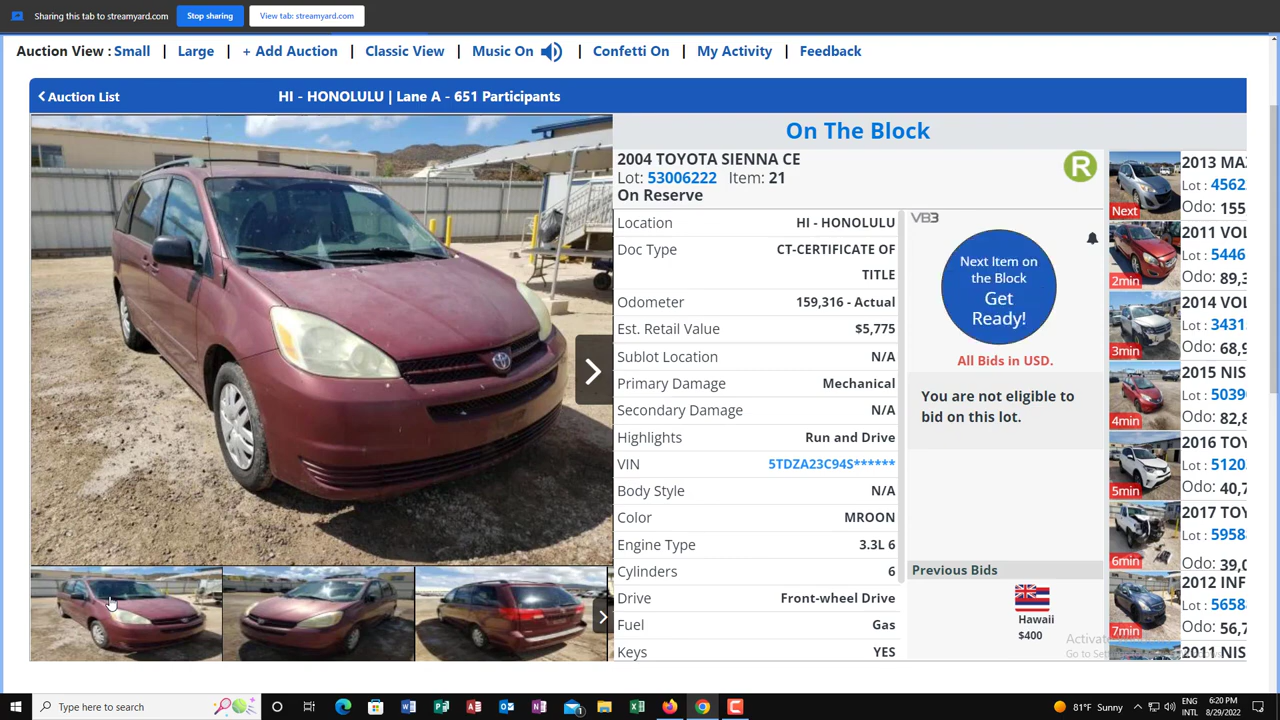 Sharing this tab to streamyard.com
Stop sharing
View tab: streamyard.com
Auction View : Small | Large | + Add Auction | Classic View | Music On | Confetti On | My Activity | Feedback
Auction List
HI - HONOLULU | Lane A - 651 Participants
On The Block
2004 TOYOTA SIENNA CE
Lot: 53006222 Item: 21
On Reserve
R
Location HI - HONOLULU
Doc Type CT-CERTIFICATE OF TITLE
Odometer 159,316 - Actual
Est. Retail Value $5,775
Sublot Location N/A
Primary Damage Mechanical
Secondary Damage N/A
Highlights Run and Drive
VIN 5TDZA23C94S******
Body Style N/A
Color MROON
Engine Type 3.3L 6
Cylinders 6
Drive Front-wheel Drive
Fuel Gas
Keys YES
VB3
Next Item on
the Block
Get
Ready!
All Bids in USD.
You are not eligible to
bid on this lot.
Previous Bids
Hawaii
$400
2013 MA
Lot : 4562
Next
Odo: 155
2011 VOL
Lot : 5446
2min
Odo: 89,3
2014 VOL
Lot : 3431
3min
Odo: 68,9
2015 NIS
Lot : 5039
4min
Odo: 82,8
2016 TOY
Lot : 5120
5min
Odo: 40,7
2017 TOY
Lot : 5958
6min
Odo: 39,0
2012 INF
Lot : 5658
7min
Odo: 56,7
2011 NIS
Type here to search
81°F Sunny
ENG
INTL
6:20 PM
8/29/2022